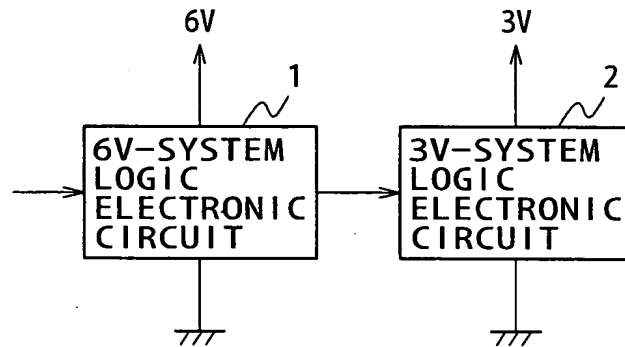 6V
3V
1
2
6V-SYSTEM
LOGIC
ELECTRONIC
CIRCUIT
3V-SYSTEM
LOGIC
ELECTRONIC
CIRCUIT